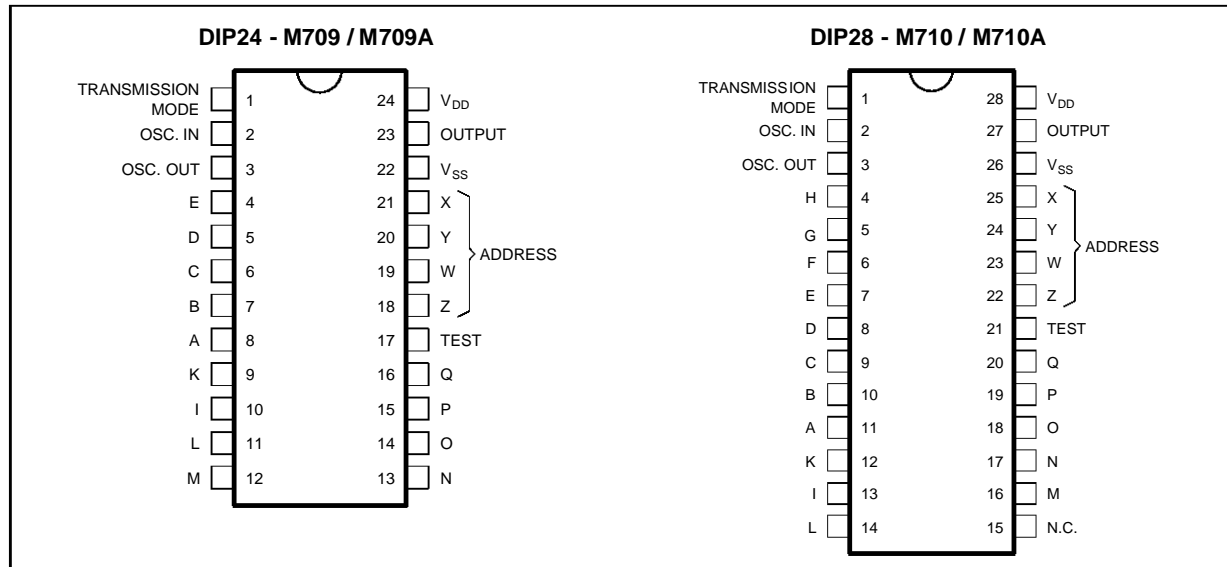 DIP24 - M709 / M709A
TRANSMISSION
MODE
1
24
VDD
OSC. IN
2
23
OUTPUT
OSC. OUT
3
22
VSS
E
4
21
X
D
5
20
Y
C
6
19
W
B
7
18
Z
ADDRESS
A
8
17
TEST
K
9
16
Q
I
10
15
P
L
11
14
O
M
12
13
N
DIP28 - M710 / M710A
TRANSMISSION
MODE
1
28
VDD
OSC. IN
2
27
OUTPUT
OSC. OUT
3
26
VSS
H
4
25
X
G
5
24
Y
F
6
23
W
E
7
22
Z
ADDRESS
D
8
21
TEST
C
9
20
Q
B
10
19
P
A
11
18
O
K
12
17
N
I
13
16
M
L
14
15
N.C.